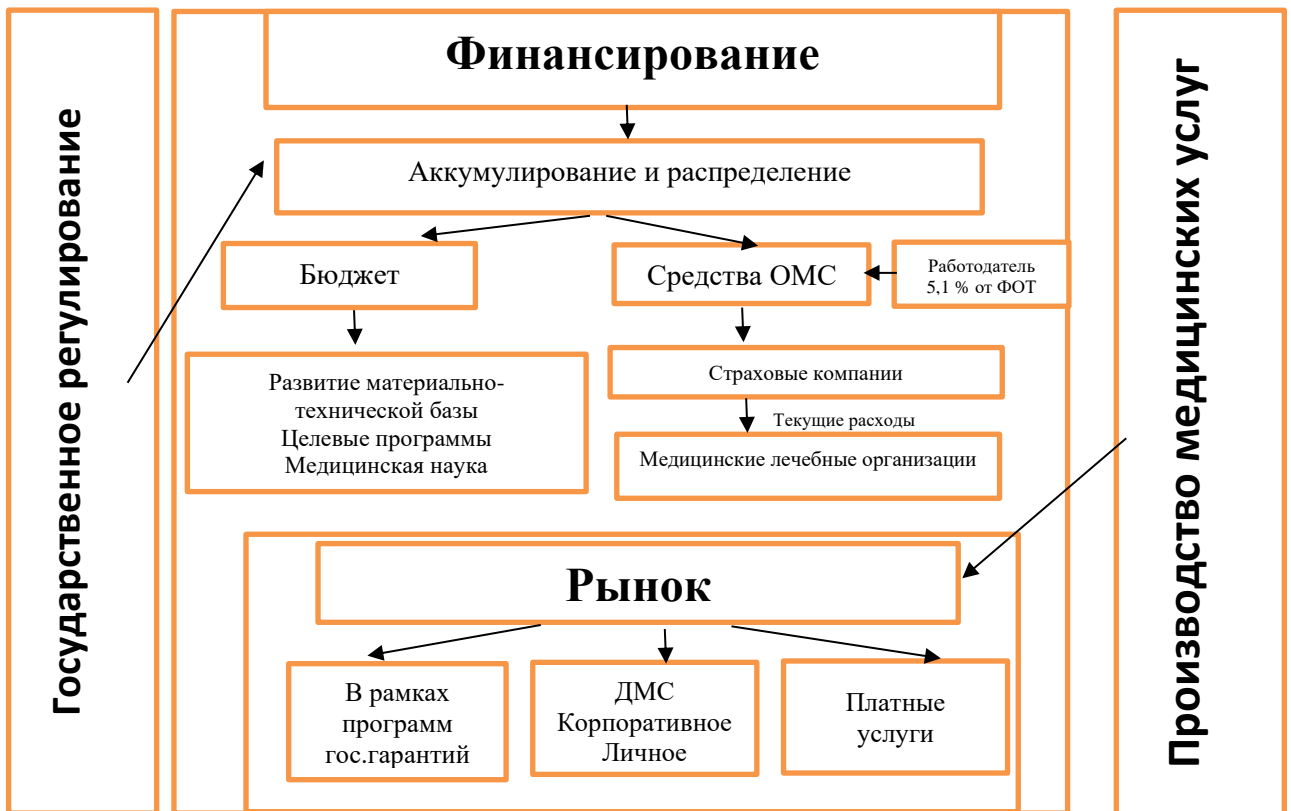 Государственное регулирование
Финансирование
Аккумулирование и распределение
Бюджет
Средства ОМС
Работодатель
5,1 % от ФОТ
Развитие материально-
технической базы
Целевые программы
Медицинская наука
Страховые компании
Текущие расходы
Медицинские лечебные организации
Рынок
В рамках
программ
гос.гарантий
ДМС
Корпоративное
Личное
Платные
услуги
Производство медицинских услуг